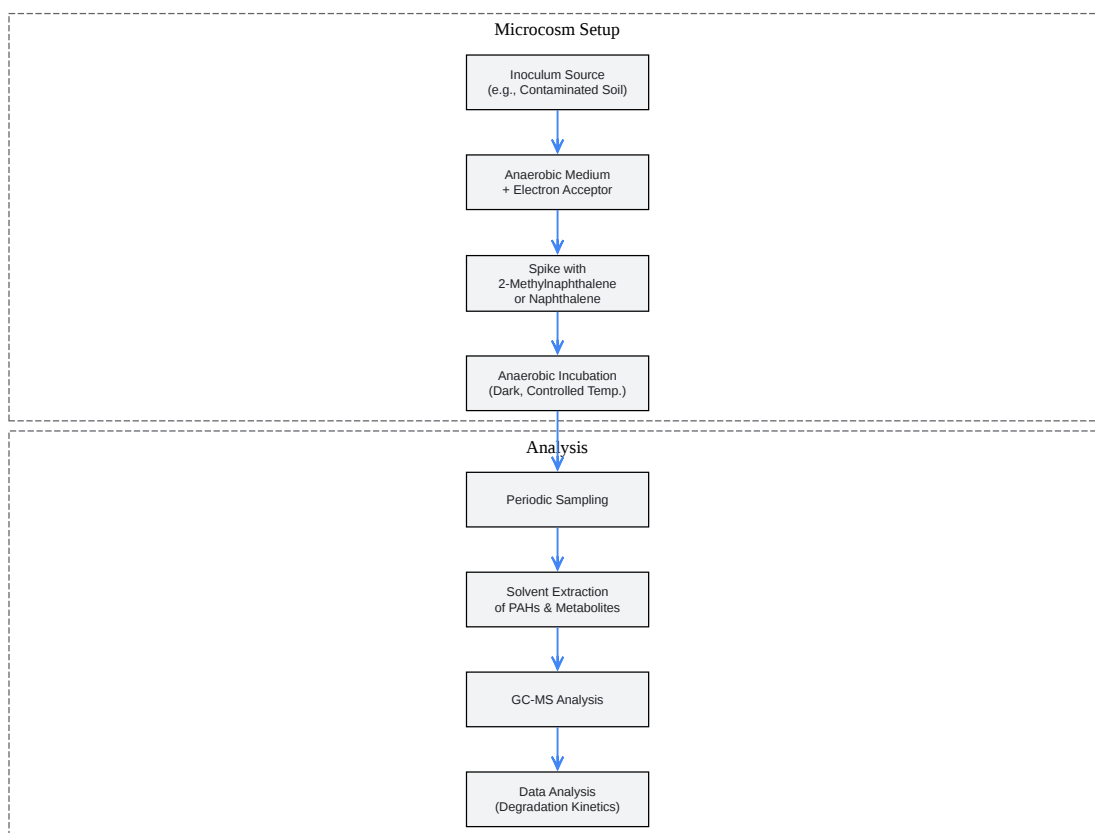 Microcosm Setup
Inoculum Source
(e.g., Contaminated Soil)
Anaerobic Medium
+ Electron Acceptor
Spike with
2-Methylnaphthalene
or Naphthalene
Anaerobic Incubation
(Dark, Controlled Temp.)
Analysis
Periodic Sampling
Solvent Extraction
of PAHs & Metabolites
GC-MS Analysis
Data Analysis
(Degradation Kinetics)